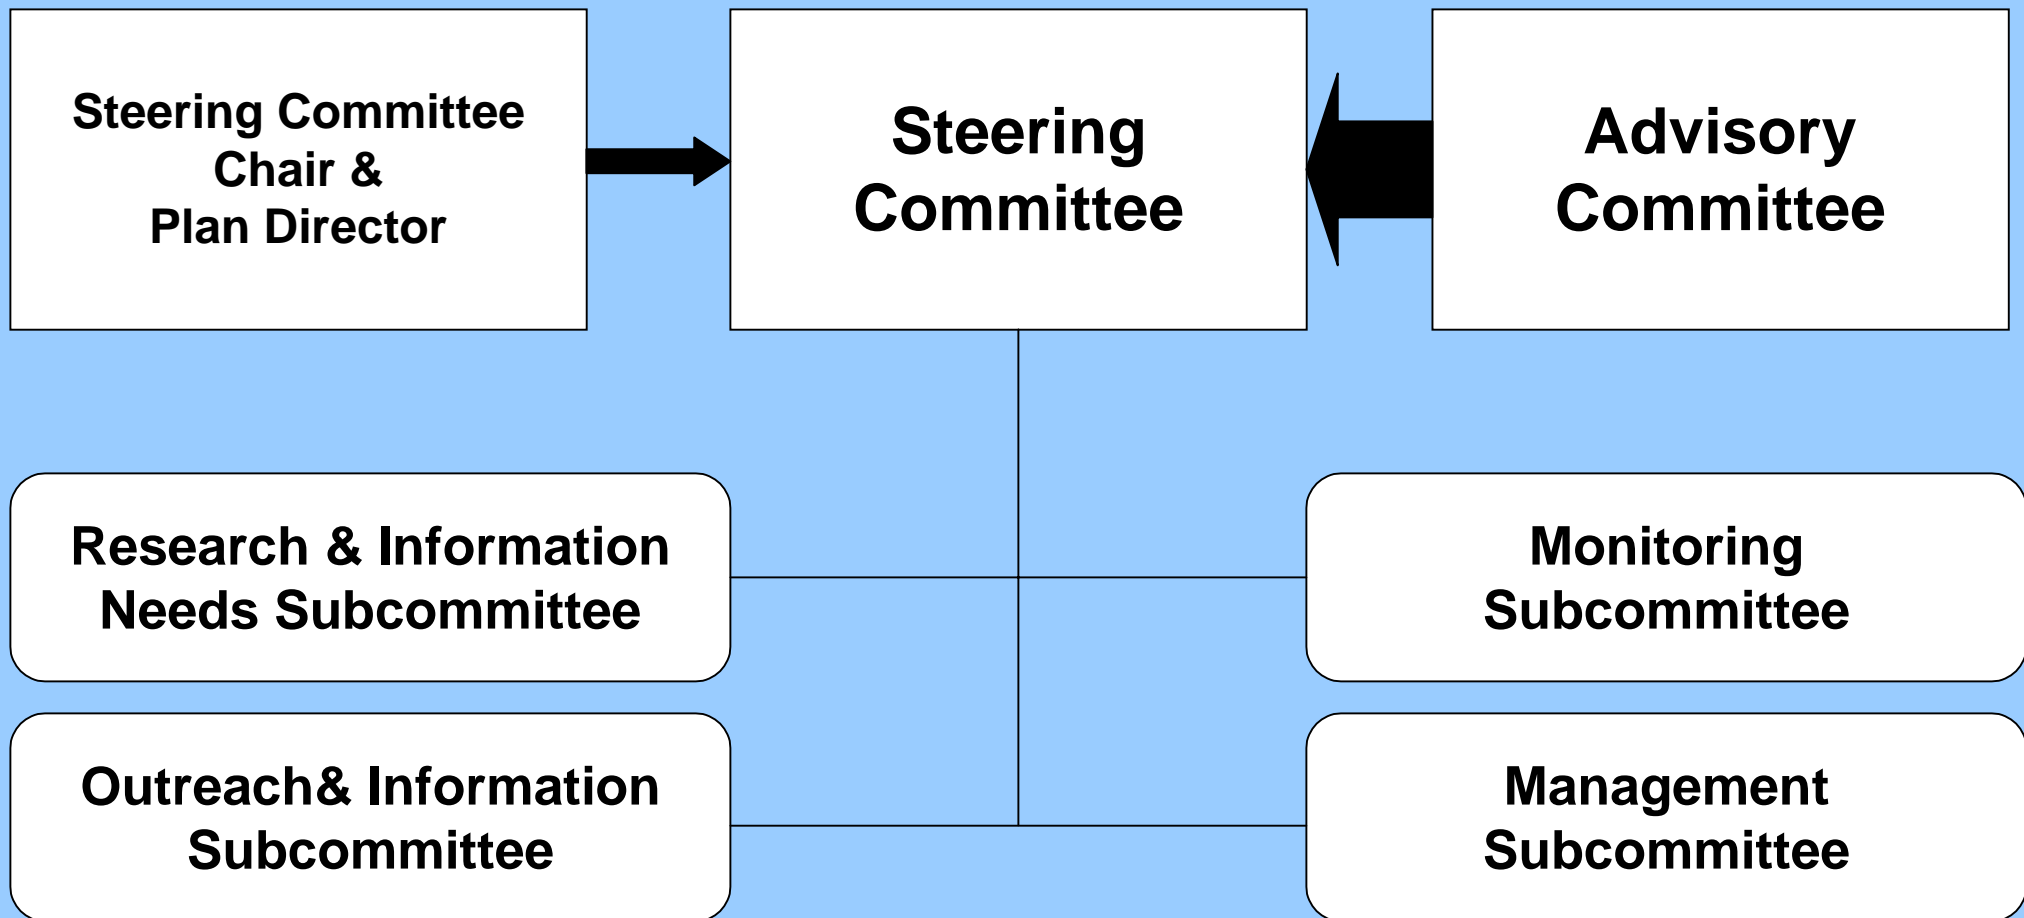 Steering Committee
Chair &
Plan Director
Steering
Committee
Advisory
Committee
Research & Information
Needs Subcommittee
Monitoring
Subcommittee
Outreach& Information
Subcommittee
Management
Subcommittee